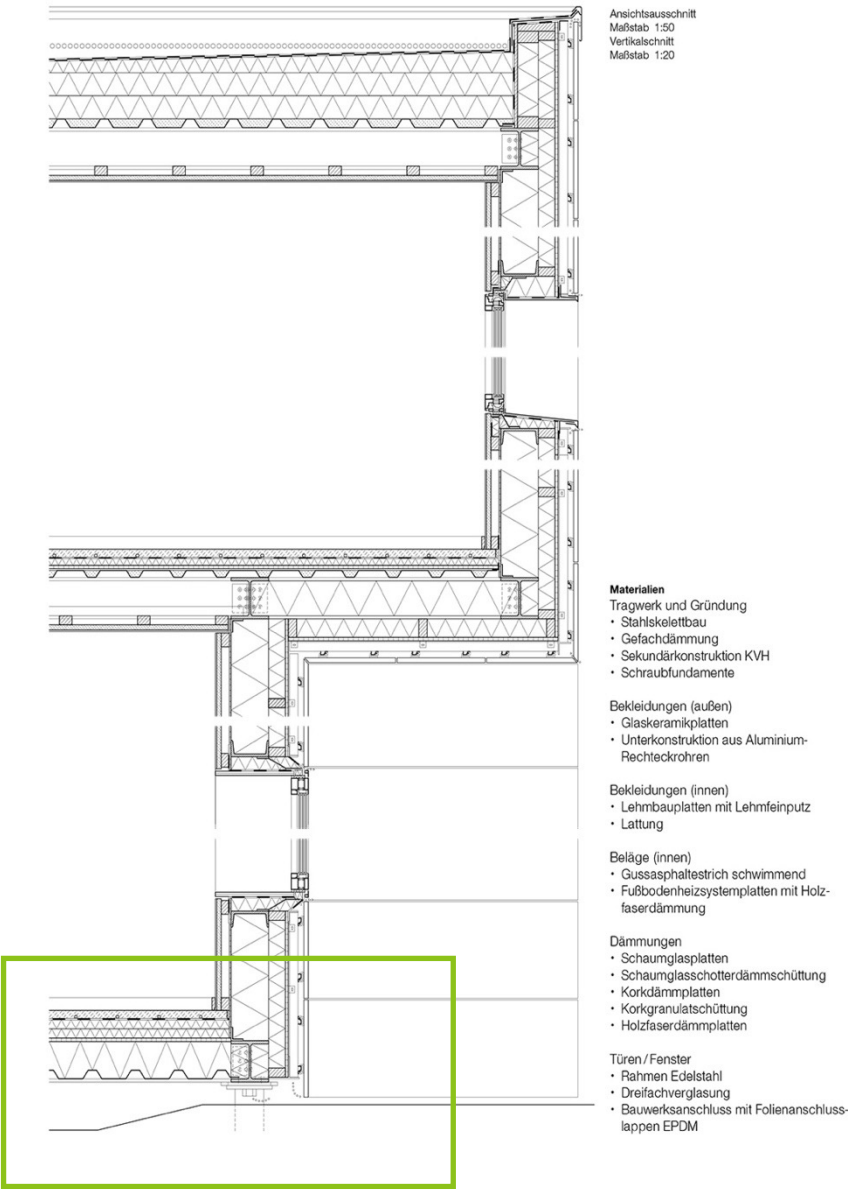 Ansichtsausschnitt
Maßstab 1:50
Vertikalschnitt
Maßstab 1:20
Materialien
Tragwerk und Gründung
• Stahlskelettbau
• Gefachdämmung
• Sekundärkonstruktion KVH
• Schraubfundamente
Bekleidungen (außen)
• Glaskeramikplatten
• Unterkonstruktion aus Aluminium-
Rechteckrohren
Bekleidungen (innen)
• Lehmbauplatten mit Lehmfeinputz
• Lattung
Beläge (innen)
• Gussasphaltestrich schwimmend
• Fußbodenheizsystemplatten mit Holz-
faserdämmung
Dämmungen
• Schaumglasplatten
• Schaumglasschotterdämmschüttung
• Korkdämmplatten
• Korkgranulatschüttung
• Holzfaserdämmplatten
Türen / Fenster
• Rahmen Edelstahl
• Dreifachverglasung
• Bauwerksanschluss mit Folienanschluss-
lappen EPDM